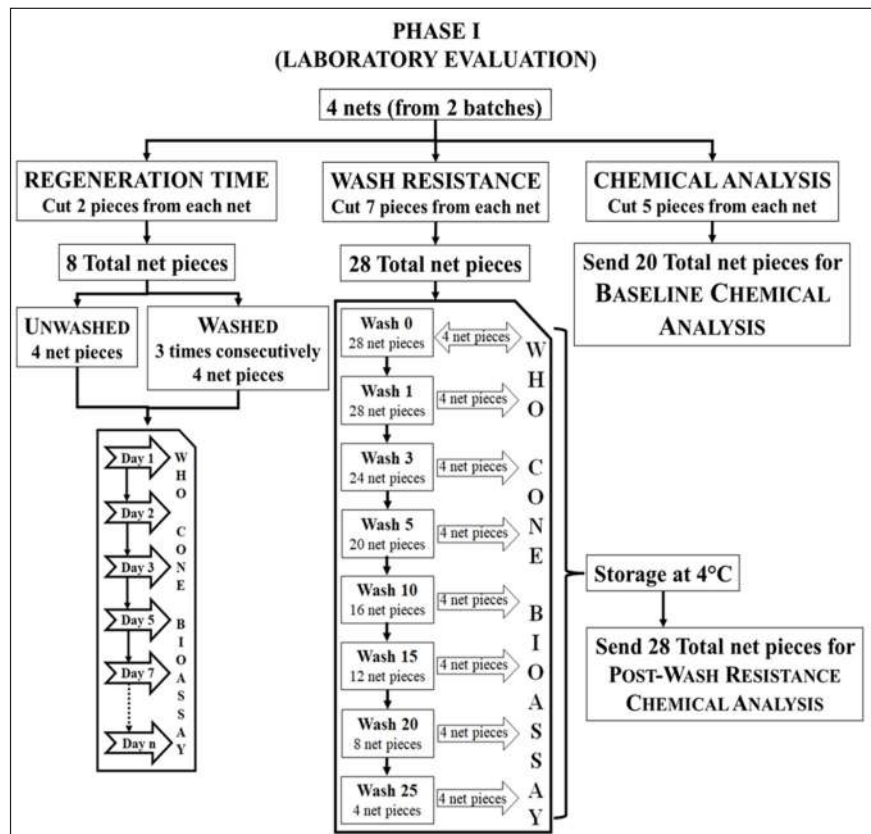 PHASE I
(LABORATORY EVALUATION)
4 nets (from 2 batches)
REGENERATION TIME
Cut 2 pieces from each net
WASH RESISTANCE
Cut 7 pieces from each net
CHEMICAL ANALYSIS
Cut 5 pieces from each net
8 Total net pieces
28 Total net pieces
Send 20 Total net pieces for
BASELINE CHEMICAL
ANALYSIS
UNWASHED
4 net pieces
WASHED
3 times consecutively
4 net pieces
Day 1
Day 2
Day 3
Day 5
Day 7
Day n
WHO CONE BIOASSAY
Wash 0
28 net pieces
4 net pieces
Wash 1
28 net pieces
4 net pieces
Wash 3
24 net pieces
4 net pieces
Wash 5
20 net pieces
4 net pieces
Wash 10
16 net pieces
4 net pieces
Wash 15
12 net pieces
4 net pieces
Wash 20
8 net pieces
4 net pieces
Wash 25
4 net pieces
4 net pieces
WHO CONE BIOASSAY
Storage at 4°C
Send 28 Total net pieces for
POST-WASH RESISTANCE
CHEMICAL ANALYSIS